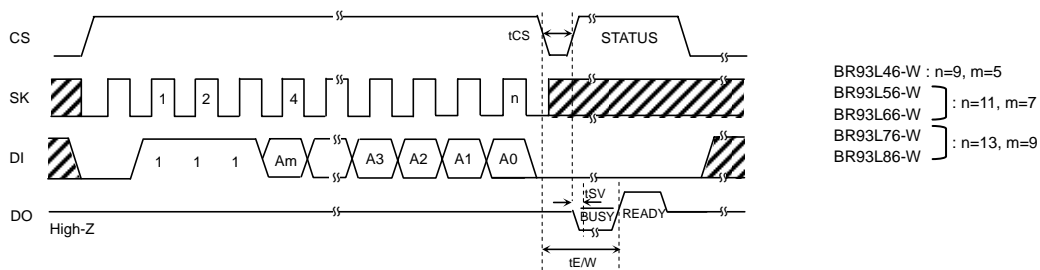 CS
tCS
STATUS
SK
1 2 4 n
DI
1 1 1 Am A3 A2 A1 A0
tSV
DO
BUSY
READY
High-Z
tE/W
BR93L46-W : n=9, m=5
BR93L56-W
BR93L66-W
: n=11, m=7
BR93L76-W
BR93L86-W
: n=13, m=9